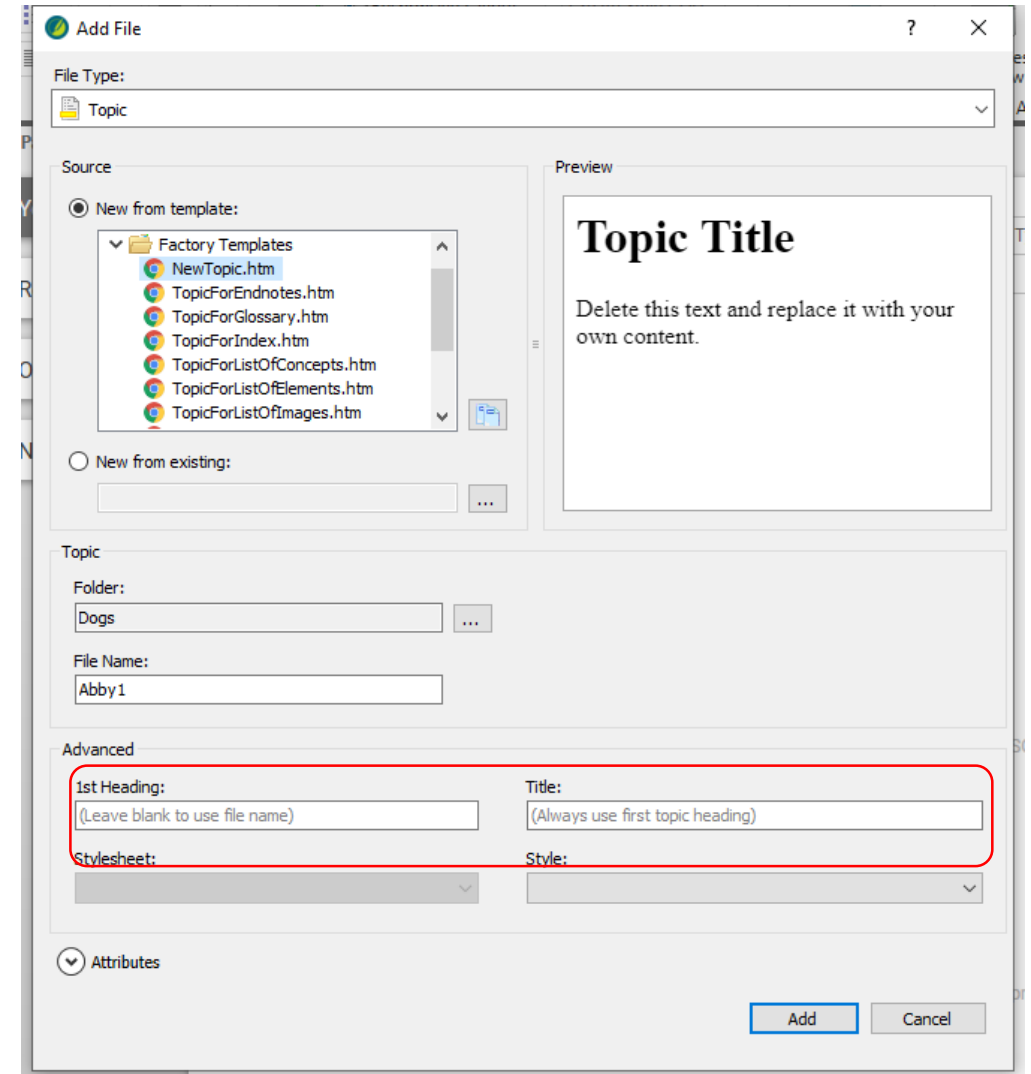 Add File
?
File Type:
Topic
Source
Preview
New from template:
Factory Templates
NewTopic.htm
TopicForEndnotes.htm
TopicForGlossary.htm
TopicForIndex.htm
TopicForListOfConcepts.htm
TopicForListOfElements.htm
TopicForListOfImages.htm
New from existing:
...
Topic Title
Delete this text and replace it with your
own content.
Topic
Folder:
Dogs
...
File Name:
Abby1
Advanced
1st Heading:
Title:
(Leave blank to use file name)
(Always use first topic heading)
Stylesheet:
Style:
Attributes
Add
Cancel